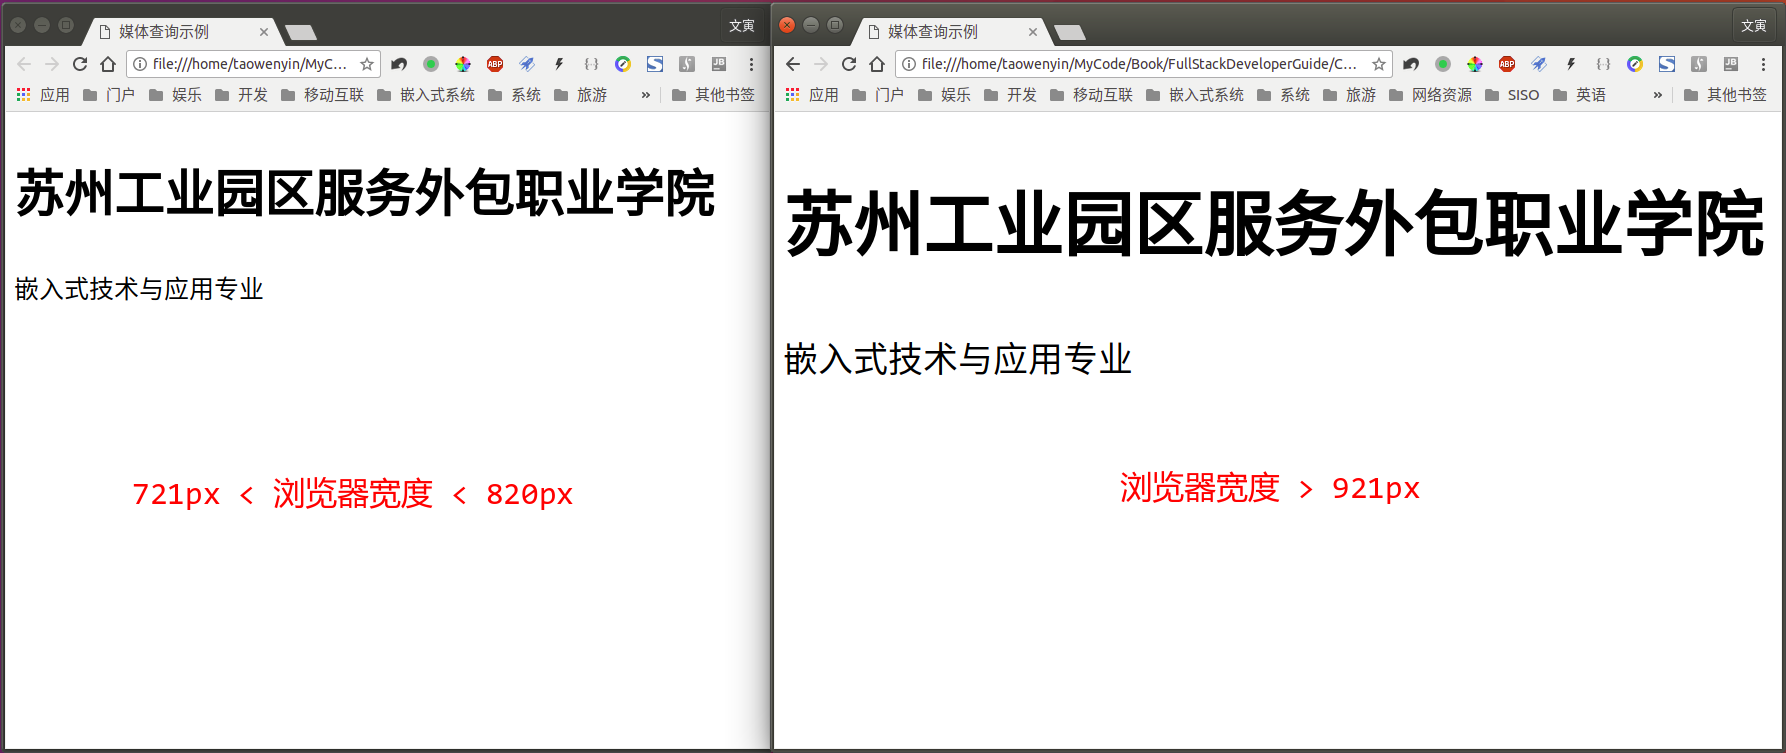 媒体查询示例
文寅
file:///home/taowenyin/MyC...
应用 门户 娱乐 开发 移动互联 嵌入式系统 系统 旅游 » 其他书签
苏州工业园区服务外包职业学院
嵌入式技术与应用专业
721px < 浏览器宽度 < 820px
媒体查询示例
文寅
file:///home/taowenyin/MyCode/Book/FullStackDeveloperGuide/C...
ABP
JB
应用 门户 娱乐 开发 移动互联 嵌入式系统 系统 旅游 网络资源 SISO 英语 » 其他书签
苏州工业园区服务外包职业学院
嵌入式技术与应用专业
浏览器宽度 > 921px